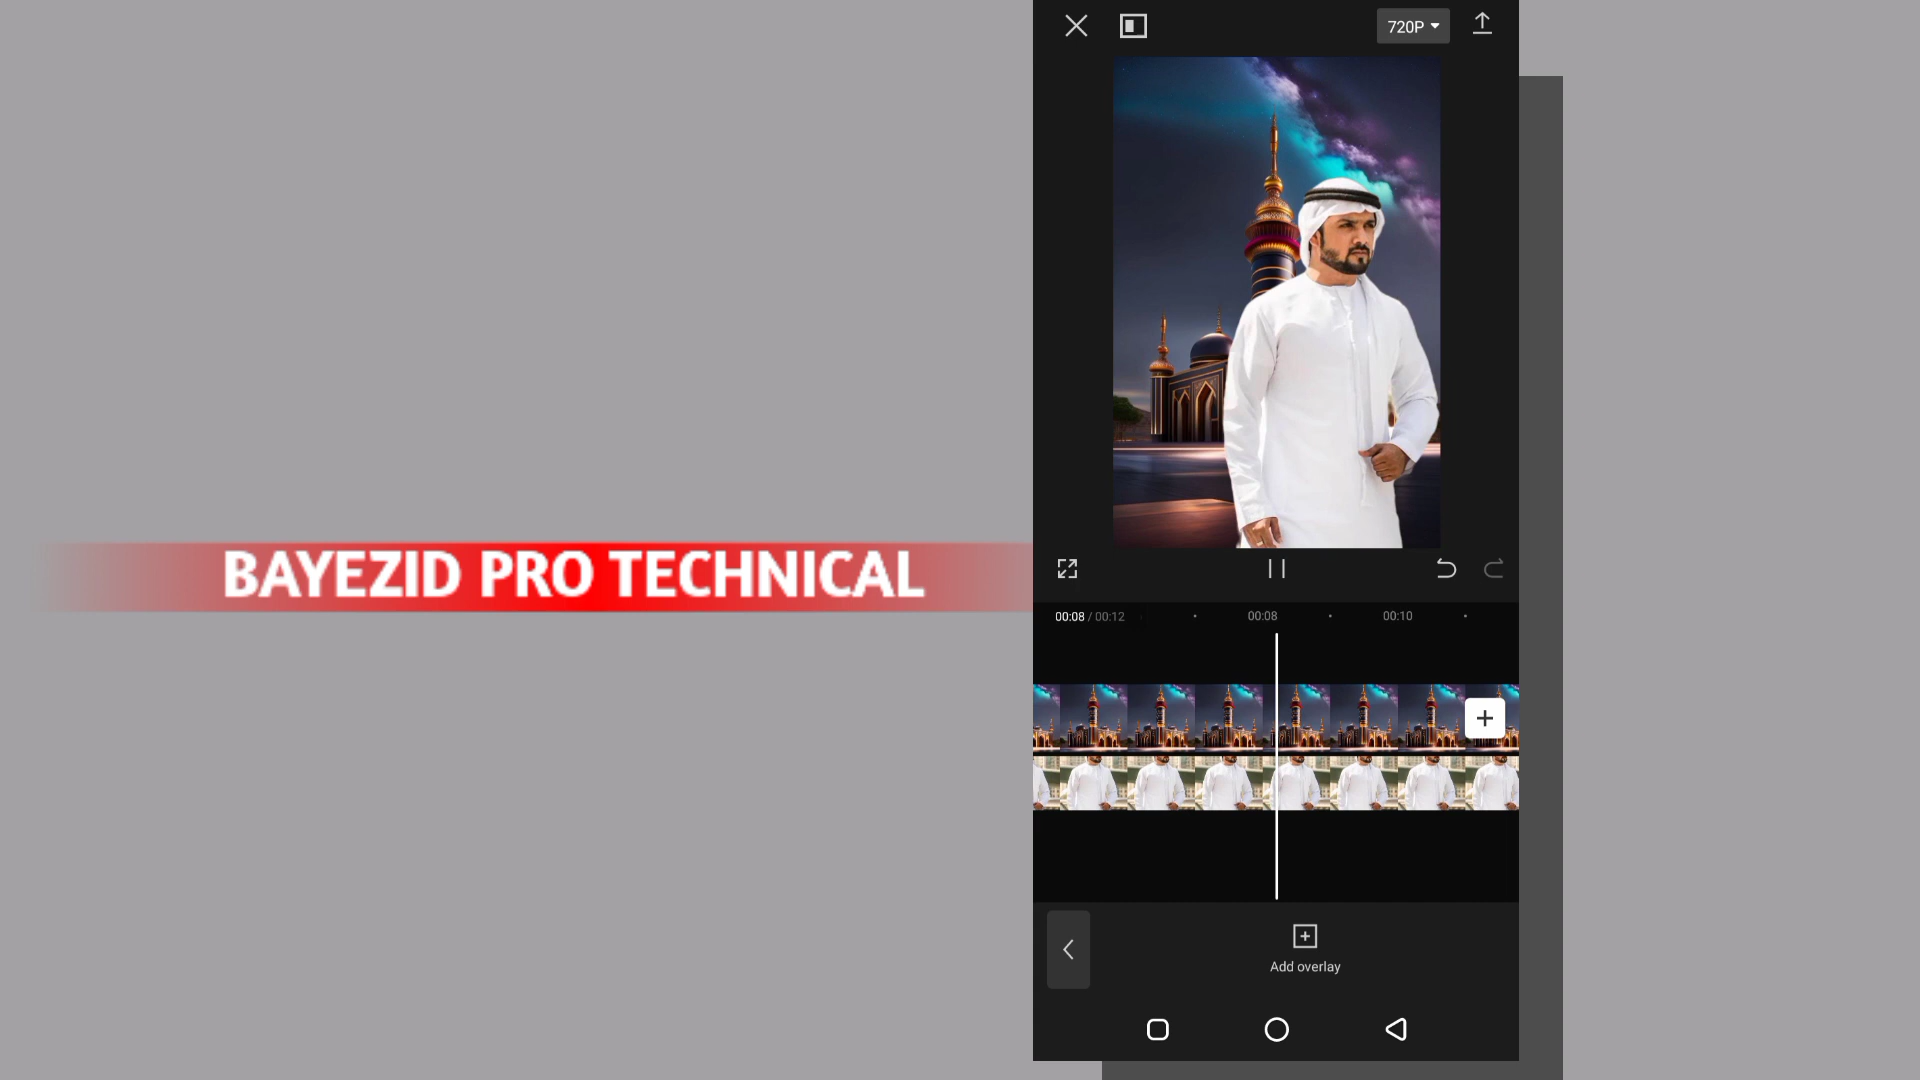 720P
BAYEZID PRO TECHNICAL
00:08 / 00:12
00:08
00:10
Add overlay